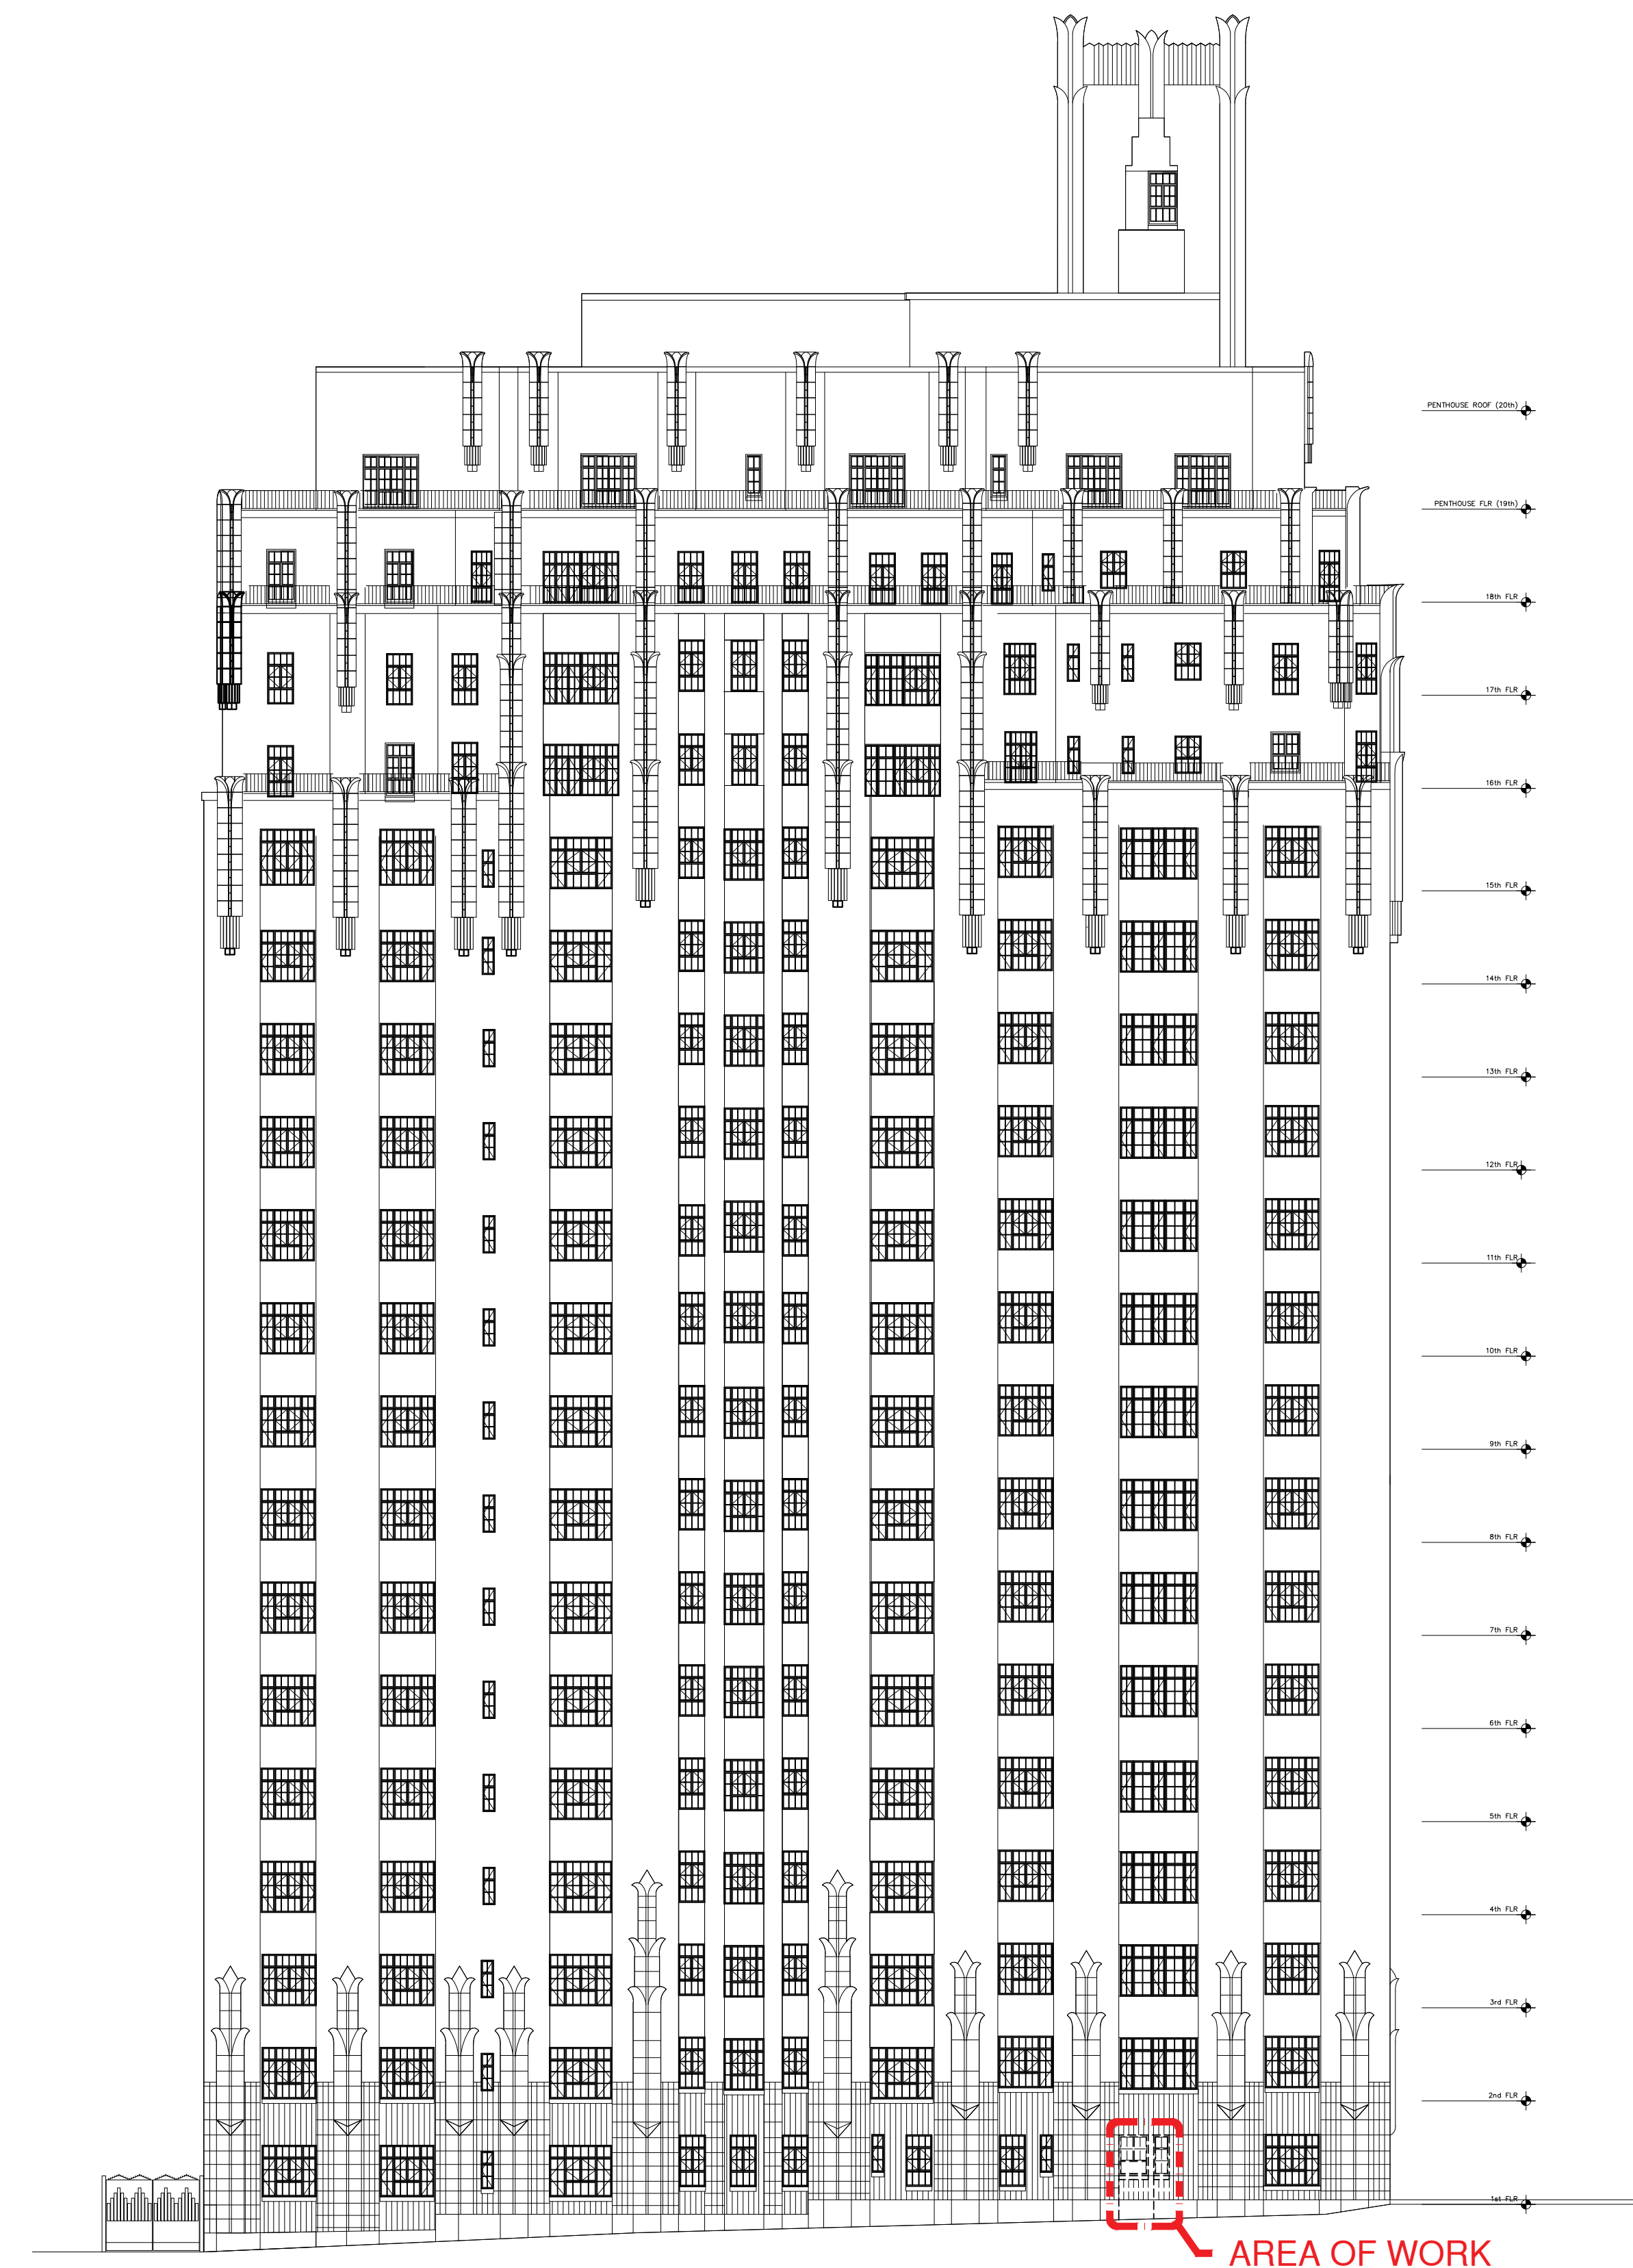 PENTHOUSE ROOF (20th)
PENTHOUSE FLR (19th)
18th FLR
17th FLR
16th FLR
15th FLR
14th FLR
13th FLR
12th FLR
11th FLR
10th FLR
9th FLR
8th FLR
7th FLR
6th FLR
5th FLR
4th FLR
3rd FLR
2nd FLR
1st FLR
AREA OF WORK